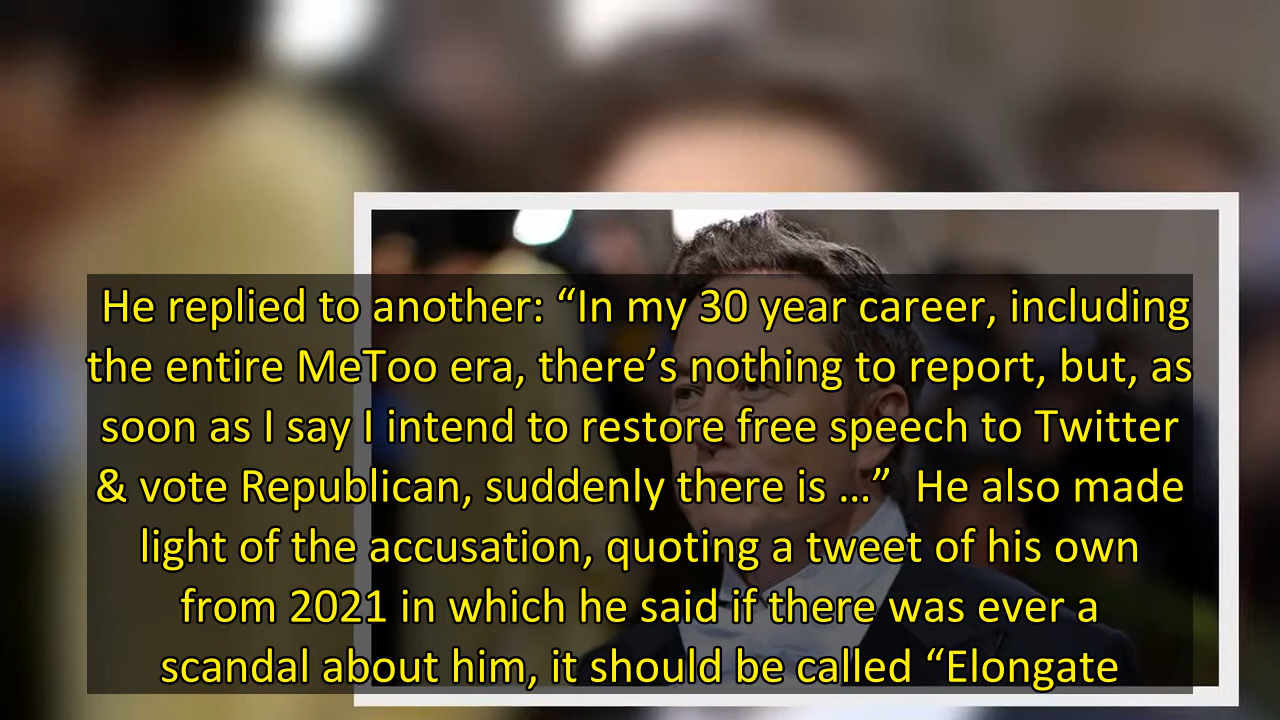 He replied to another: “In my 30 year career, including
the entire MeToo era, there’s nothing to report, but, as
soon as I say I intend to restore free speech to Twitter
& vote Republican, suddenly there is …”  He also made
light of the accusation, quoting a tweet of his own
from 2021 in which he said if there was ever a
scandal about him, it should be called “Elongate